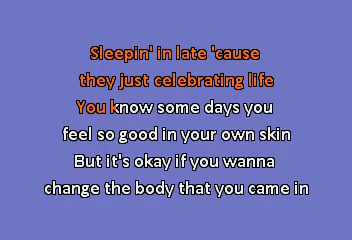 Sleepin' in late 'cause
they just celebrating life
You know some days you
feel so good in your own skin
But it's okay if you wanna
change the body that you came in